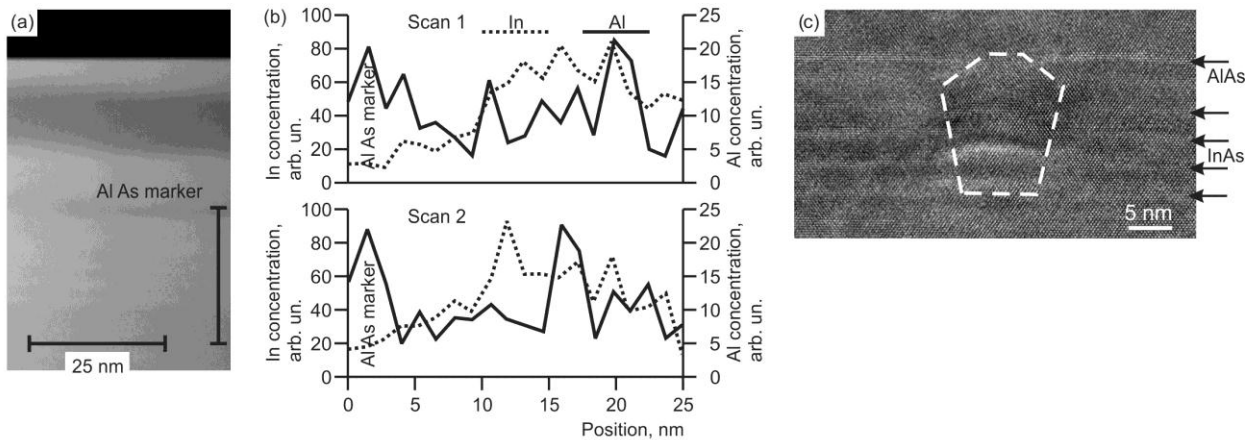 (a)
Al As marker
25 nm
(b)
Scan 1
In
Al
100
80
60
40
20
0
In concentration,
arb. un.
Al As marker
25
20
15
10
5
0
Al concentration,
arb. un.
Scan 2
100
80
60
40
20
0
In concentration,
arb. un.
Al As marker
25
20
15
10
5
0
Al concentration,
arb. un.
0
5
10
15
20
25
Position, nm
(c)
AlAs
InAs
5 nm